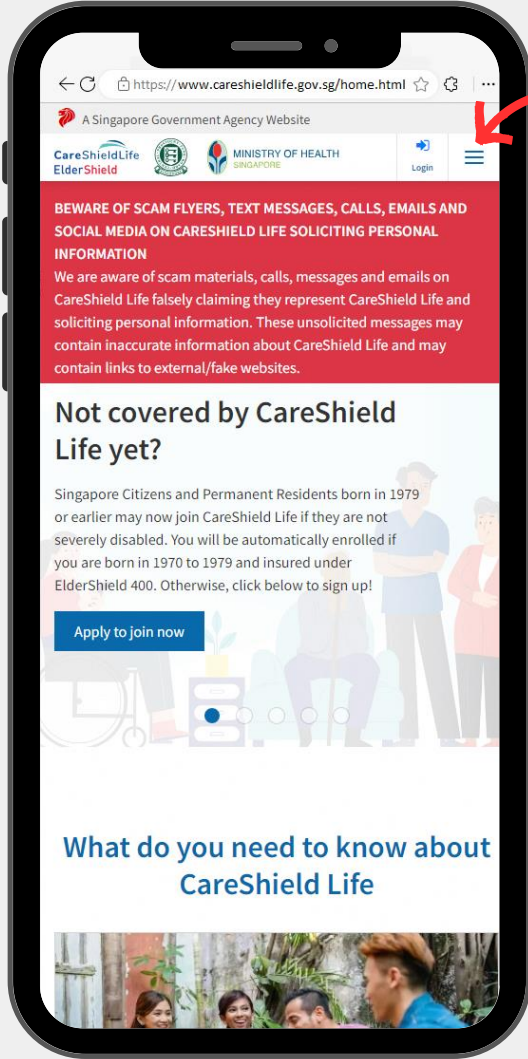 https://www.careshieldlife.gov.sg/home.html
A Singapore Government Agency Website
CareShieldLife
ElderShield
MINISTRY OF HEALTH
SINGAPORE
Login
BEWARE OF SCAM FLYERS, TEXT MESSAGES, CALLS, EMAILS AND
SOCIAL MEDIA ON CARESHIELD LIFE SOLICITING PERSONAL
INFORMATION
We are aware of scam materials, calls, messages and emails on
CareShield Life falsely claiming they represent CareShield Life and
soliciting personal information. These unsolicited messages may
contain inaccurate information about CareShield Life and may
contain links to external/fake websites.
Not covered by CareShield
Life yet?
Singapore Citizens and Permanent Residents born in 1979
or earlier may now join CareShield Life if they are not
severely disabled. You will be automatically enrolled if
you are born in 1970 to 1979 and insured under
ElderShield 400. Otherwise, click below to sign up!
Apply to join now
What do you need to know about
CareShield Life